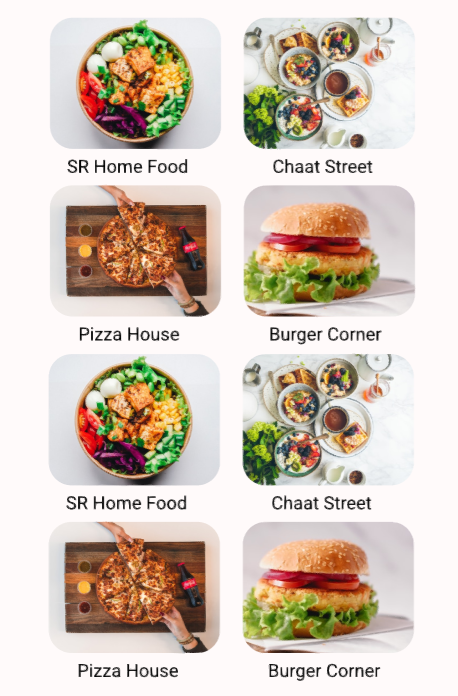 SR Home Food
Chaat Street
Pizza House
Burger Corner
SR Home Food
Chaat Street
Pizza House
Burger Corner